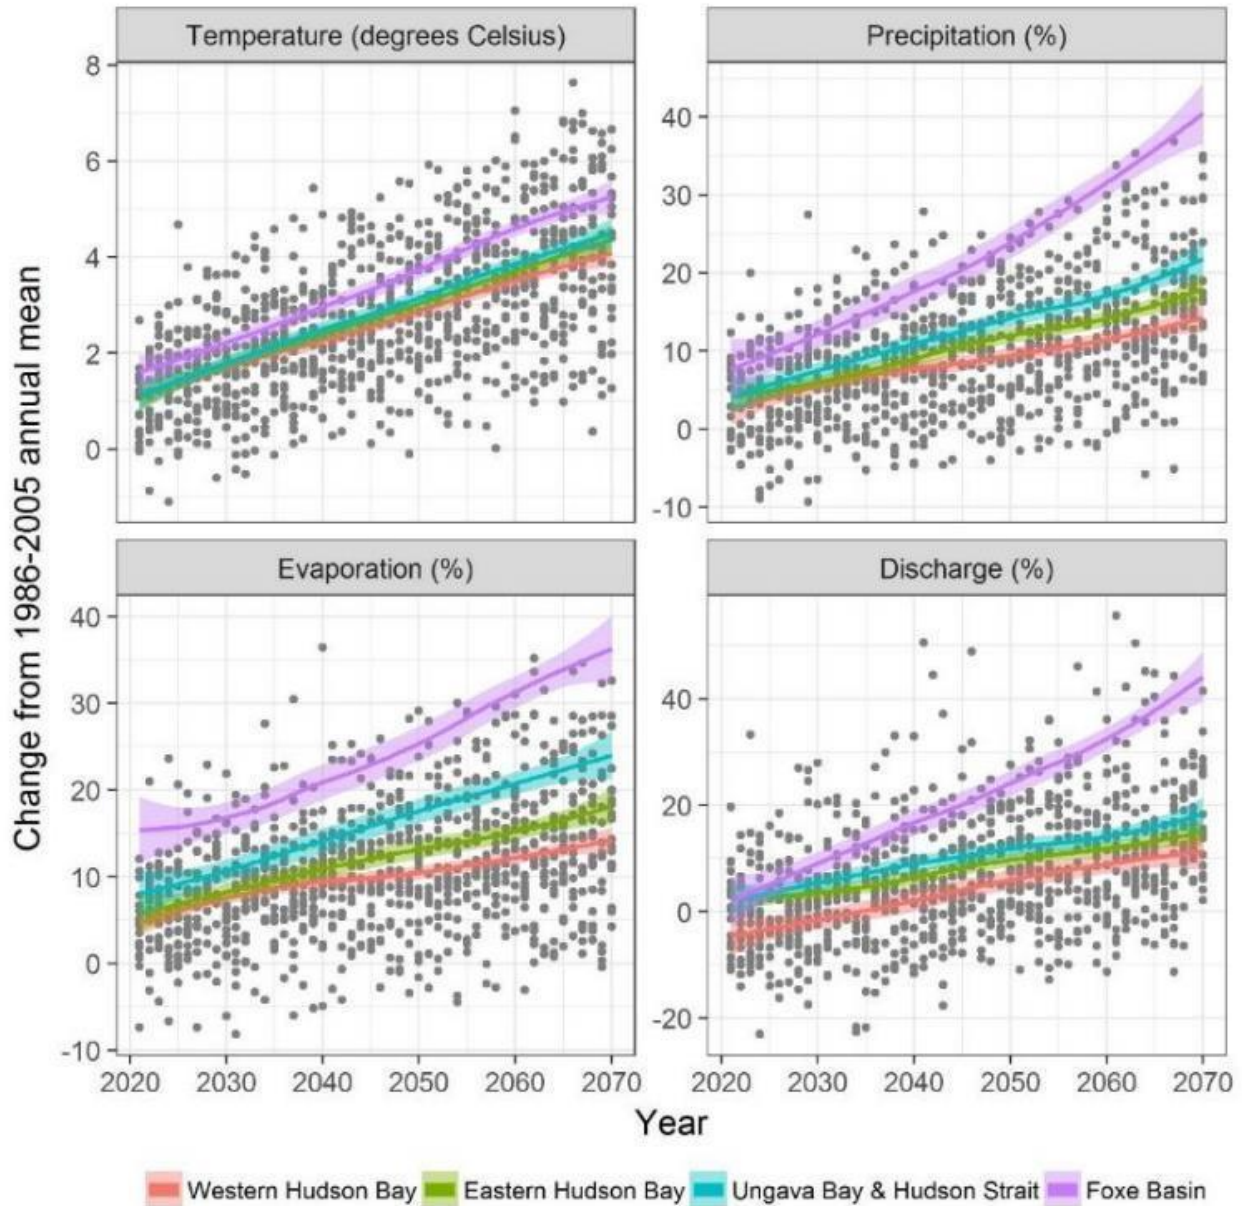 Temperature (degrees Celsius)
Precipitation (%)
8
6
4
2
0
40
30
20
10
0
-10
Change from 1986-2005 annual mean
Evaporation (%)
Discharge (%)
40
30
20
10
0
-10
40
20
0
-20
2020 2030 2040 2050 2060 2070
2020 2030 2040 2050 2060 2070
Year
Western Hudson Bay Eastern Hudson Bay Ungava Bay & Hudson Strait Foxe Basin